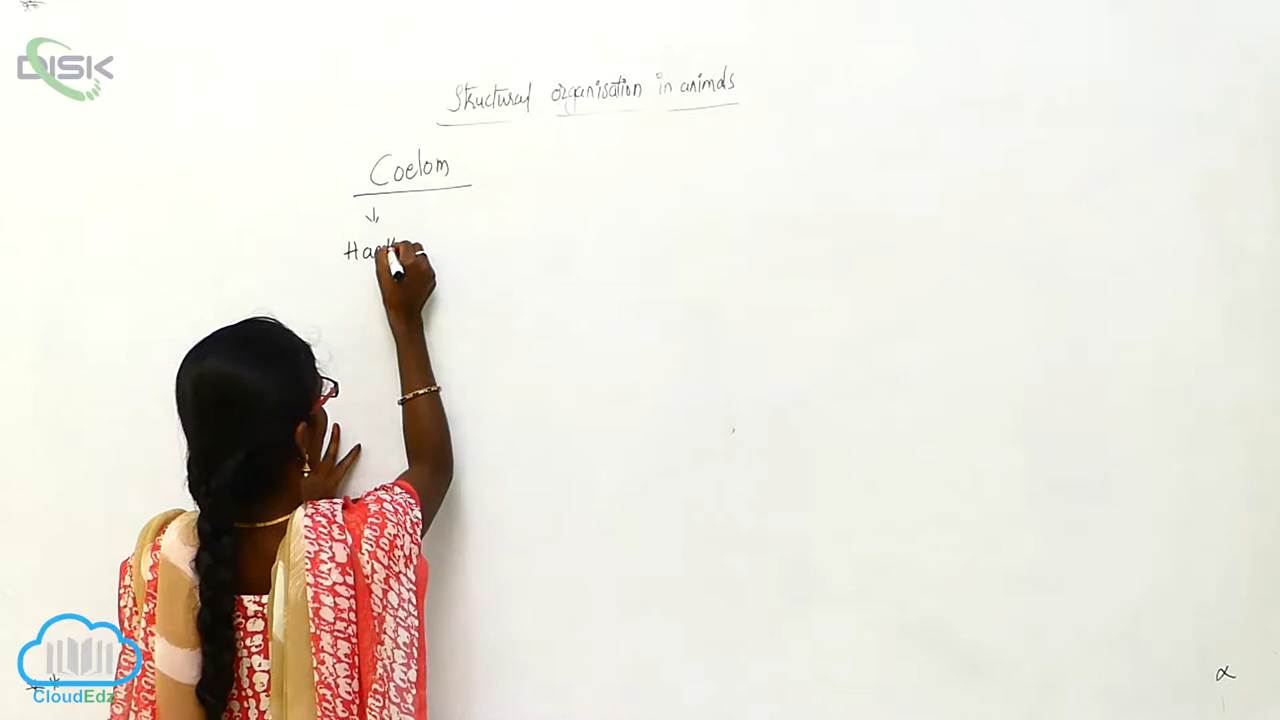 DISK
Structural organisation in animals
Coelom
↓
CloudEdz
α